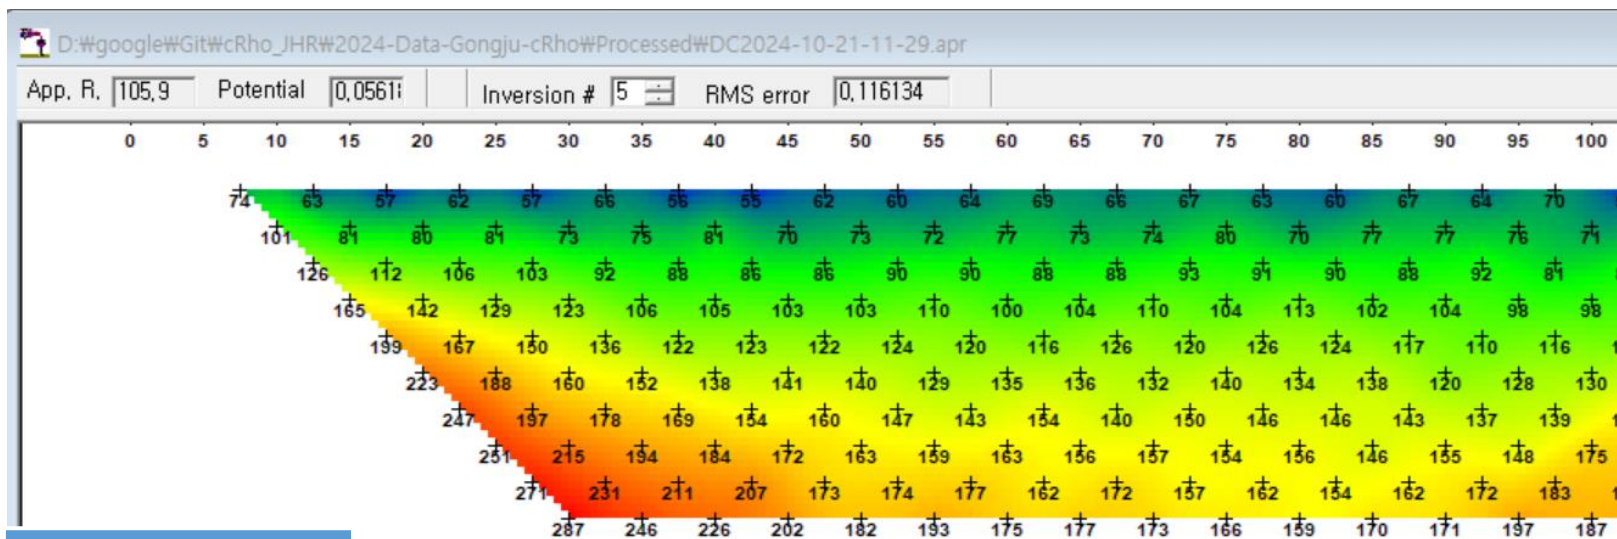 D:₩google₩Git₩cRho_JHR₩2024-Data-Gongju-cRho₩Processed₩DC2024-10-21-11-29.apr
App, R, 105,9 Potential 0,0561 Inversion # 5 RMS error 0,116134
0 5 10 15 20 25 30 35 40 45 50 55 60 65 70 75 80 85 90 95 100
74 63 57 62 57 66 56 55 62 60 64 69 66 67 63 60 67 64 70
101 81 80 81 73 75 81 70 73 72 77 73 74 80 70 77 77 76 71
126 112 106 103 92 88 86 86 90 90 88 88 93 91 90 88 92 81
165 142 129 123 106 105 103 103 110 100 104 110 104 113 102 104 98 98
199 167 150 136 122 123 122 124 120 116 126 120 126 124 117 110 116
223 188 160 152 138 141 140 129 135 136 132 140 134 138 120 128 130
247 197 178 169 154 160 147 143 154 140 150 146 146 143 137 139
251 215 194 184 172 163 159 163 156 157 154 156 146 155 148 175
271 231 211 207 173 174 177 162 172 157 162 154 162 172 183
287 246 226 202 182 193 175 177 173 166 159 170 171 197 187